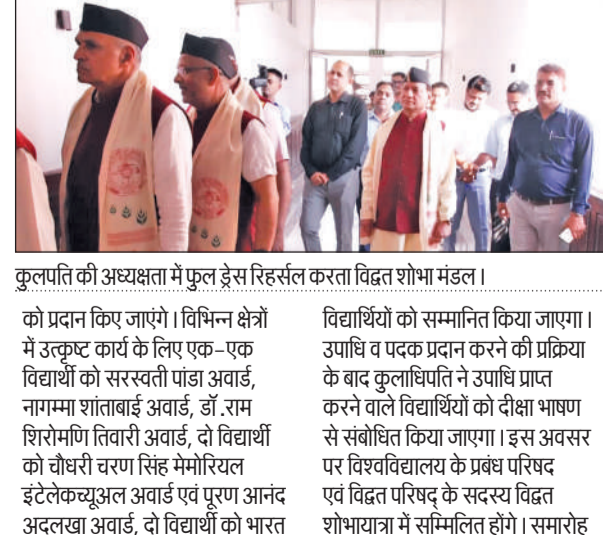 कुलपति की अध्यक्षता में फुल ड्रेस रिहर्सल करता विद्वत शोभा मंडल।
को प्रदान किए जाएंगे। विभिन्न क्षेत्रों
में उत्कृष्ट कार्य के लिए एक-एक
विद्यार्थी को सरस्वती पांडा अवार्ड,
नागम्मा शांताबाई अवार्ड, डॉ.राम
शिरोमणि तिवारी अवार्ड, दो विद्यार्थी
को चौधरी चरण सिंह मेमोरियल
इंटेलेकच्यूअल अवार्ड एवं पूरण आनंद
अदलखा अवार्ड, दो विद्यार्थी को भारत
विद्यार्थियों को सम्मानित किया जाएगा।
उपाधि व पदक प्रदान करने की प्रक्रिया
के बाद कुलाधिपति ने उपाधि प्राप्त
करने वाले विद्यार्थियों को दीक्षा भाषण
से संबोधित किया जाएगा। इस अवसर
पर विश्वविद्यालय के प्रबंध परिषद
एवं विद्वत परिषद् के सदस्य विद्वत
शोभायात्रा में सम्मिलित होंगे। समारोह